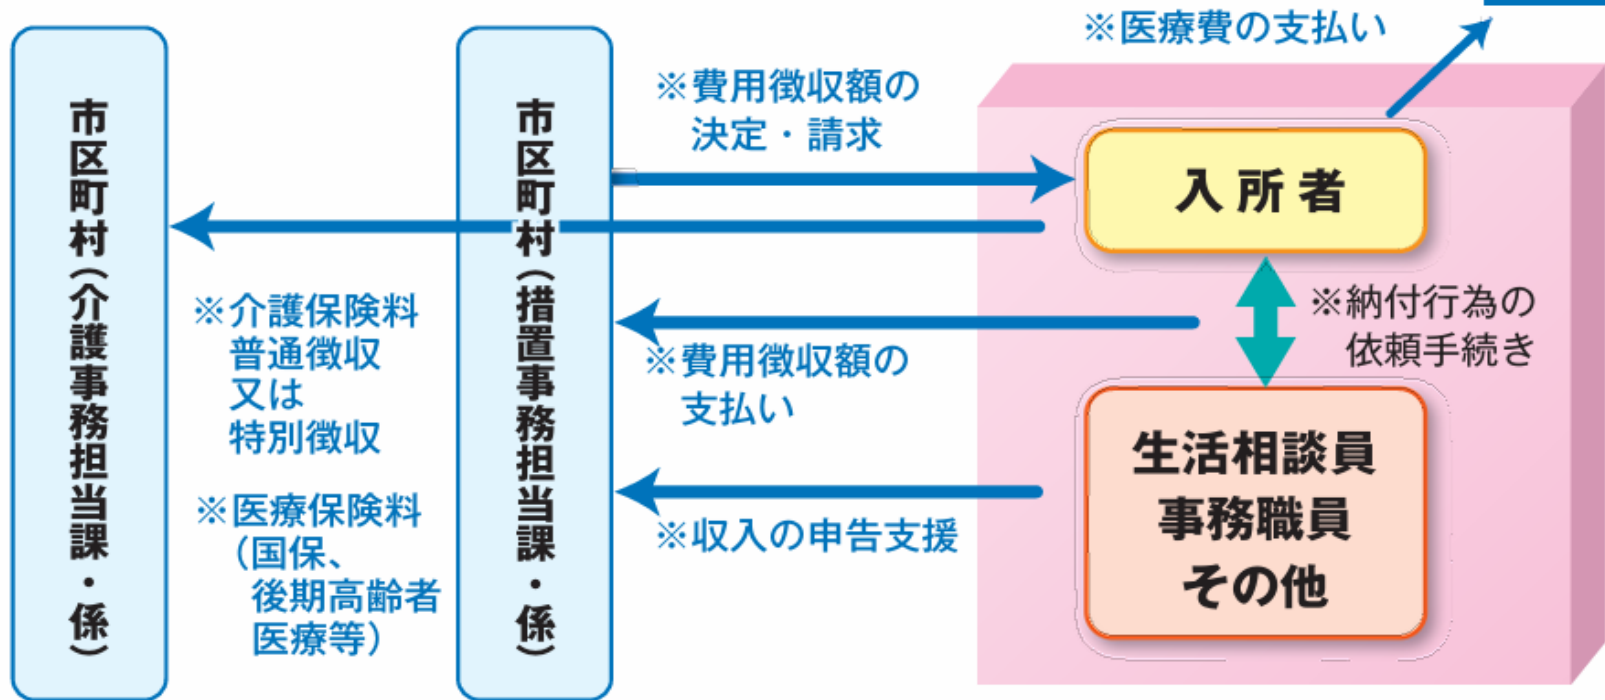 市区町村（介護事務担当課・係）
市区町村（措置事務担当課・係）
※医療費の支払い
※費用徴収額の
決定・請求
入所者
※介護保険料
普通徴収
又は
特別徴収
※医療保険料
（国保、
後期高齢者
医療等）
※費用徴収額の
支払い
※収入の申告支援
※納付行為の
依頼手続き
生活相談員
事務職員
その他